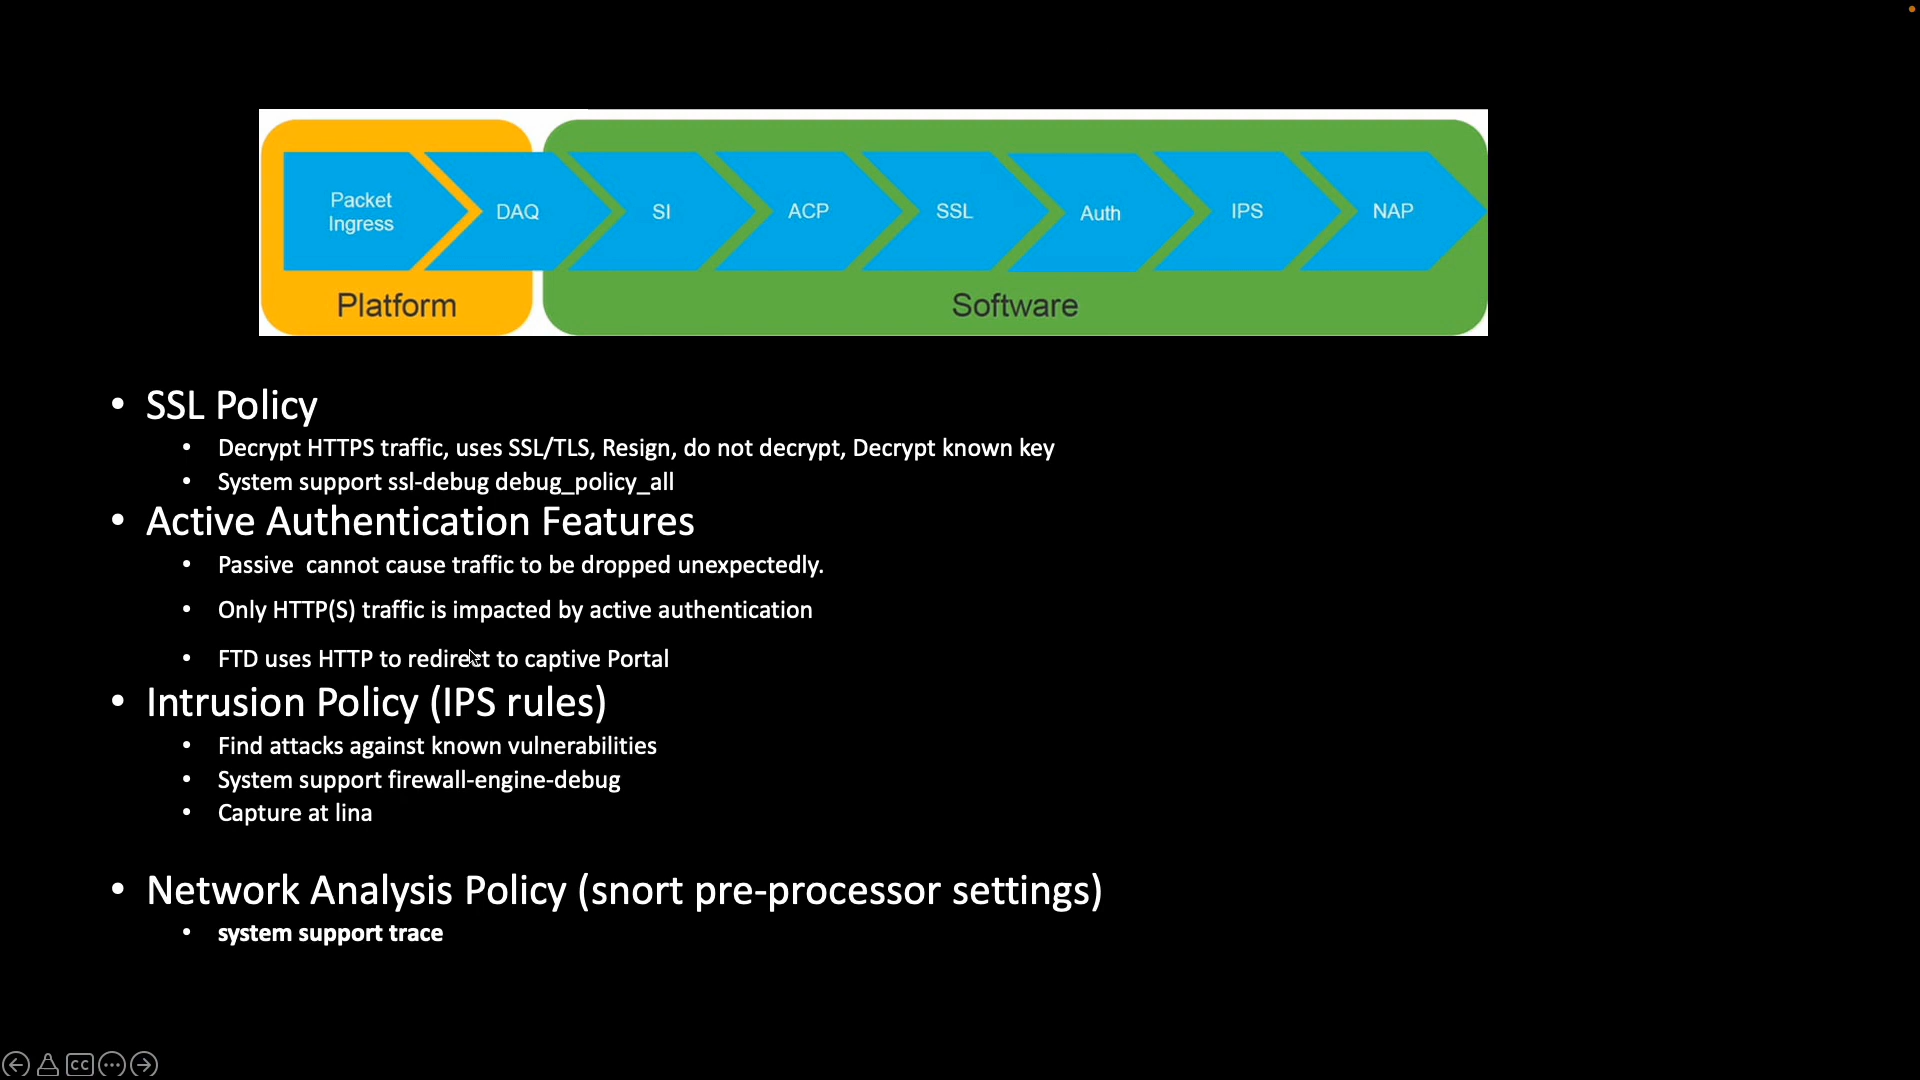 Packet
Ingress
DAQ
SI
ACP
SSL
Auth
IPS
NAP
Platform
Software
• SSL Policy
• Decrypt HTTPS traffic, uses SSL/TLS, Resign, do not decrypt, Decrypt known key
• System support ssl-debug debug_policy_all
• Active Authentication Features
• Passive  cannot cause traffic to be dropped unexpectedly.
• Only HTTP(S) traffic is impacted by active authentication
• FTD uses HTTP to redirect to captive Portal
• Intrusion Policy (IPS rules)
• Find attacks against known vulnerabilities
• System support firewall-engine-debug
• Capture at lina
• Network Analysis Policy (snort pre-processor settings)
• system support trace
CC